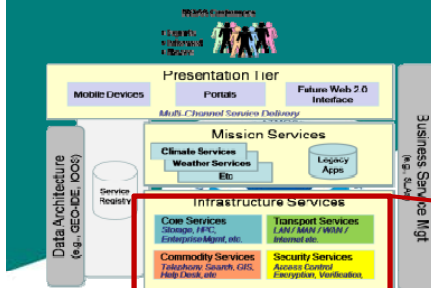 Presentation Tier
Mobile Devices
Portals
Future Web 2.0
Interface
Multi-Channel Service Delivery
Mission Services
Climate Services
Weather Services
Etc
Legacy
Apps
Data Architecture
(e.g., GEO-IDE, IOOS)
Service
Registry
Business Service Mgt
(e.g., SLA
Infrastructure Services
Core Services
Storage, HPC,
Enterprise Mgmt, etc.
Transport Services
LAN / MAN / WAN /
Internet etc.
Commodity Services
Telephony, Search, GIS,
Help Desk, etc
Security Services
Access Control
Encryption, Verification,